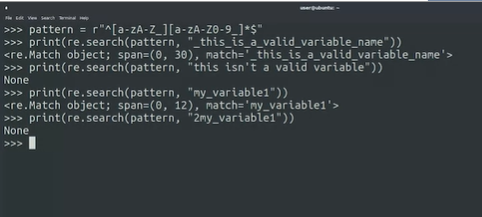 user@ubuntu: ~
File Edit View Search Terminal Help
>>> pattern = r"^[a-zA-Z_][a-zA-Z0-9_]*$"
>>> print(re.search(pattern, "_this_is_a_valid_variable_name"))
<re.Match object; span=(0, 30), match='_this_is_a_valid_variable_name'>
>>> print(re.search(pattern, "this isn't a valid variable"))
None
>>> print(re.search(pattern, "my_variable1"))
<re.Match object; span=(0, 12), match='my_variable1'>
>>> print(re.search(pattern, "2my_variable1"))
None
>>>